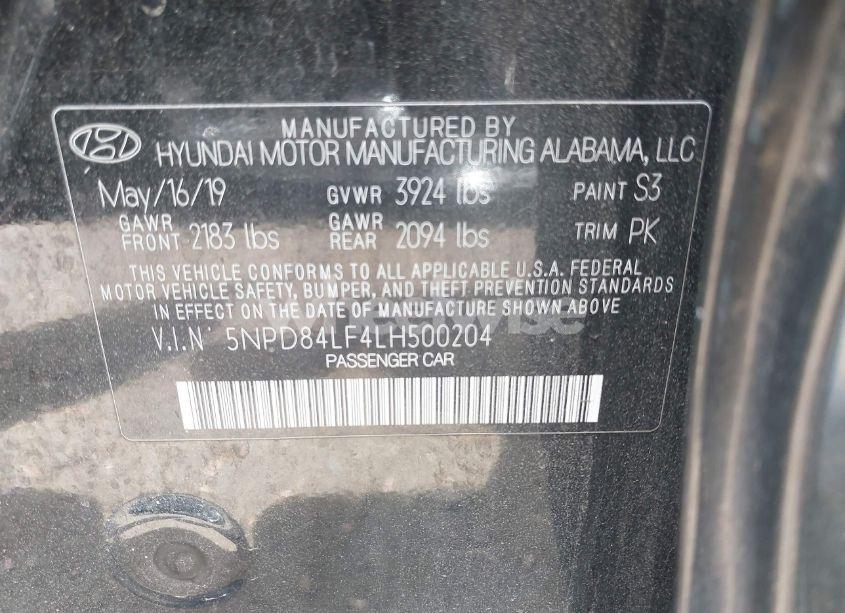 MANUFACTURED BY
HYUNDAI MOTOR MANUFACTURING ALABAMA, LLC
May/16/19 GVWR 3924 lbs PAINT S3
GAWR FRONT 2183 lbs GAWR REAR 2094 lbs TRIM PK
THIS VEHICLE CONFORMS TO ALL APPLICABLE U.S.A. FEDERAL
MOTOR VEHICLE SAFETY, BUMPER, AND THEFT PREVENTION STANDARDS
IN EFFECT ON THE DATE OF MANUFACTURE SHOWN ABOVE
V.I.N: 5NPD84LF4LH500204
PASSENGER CAR